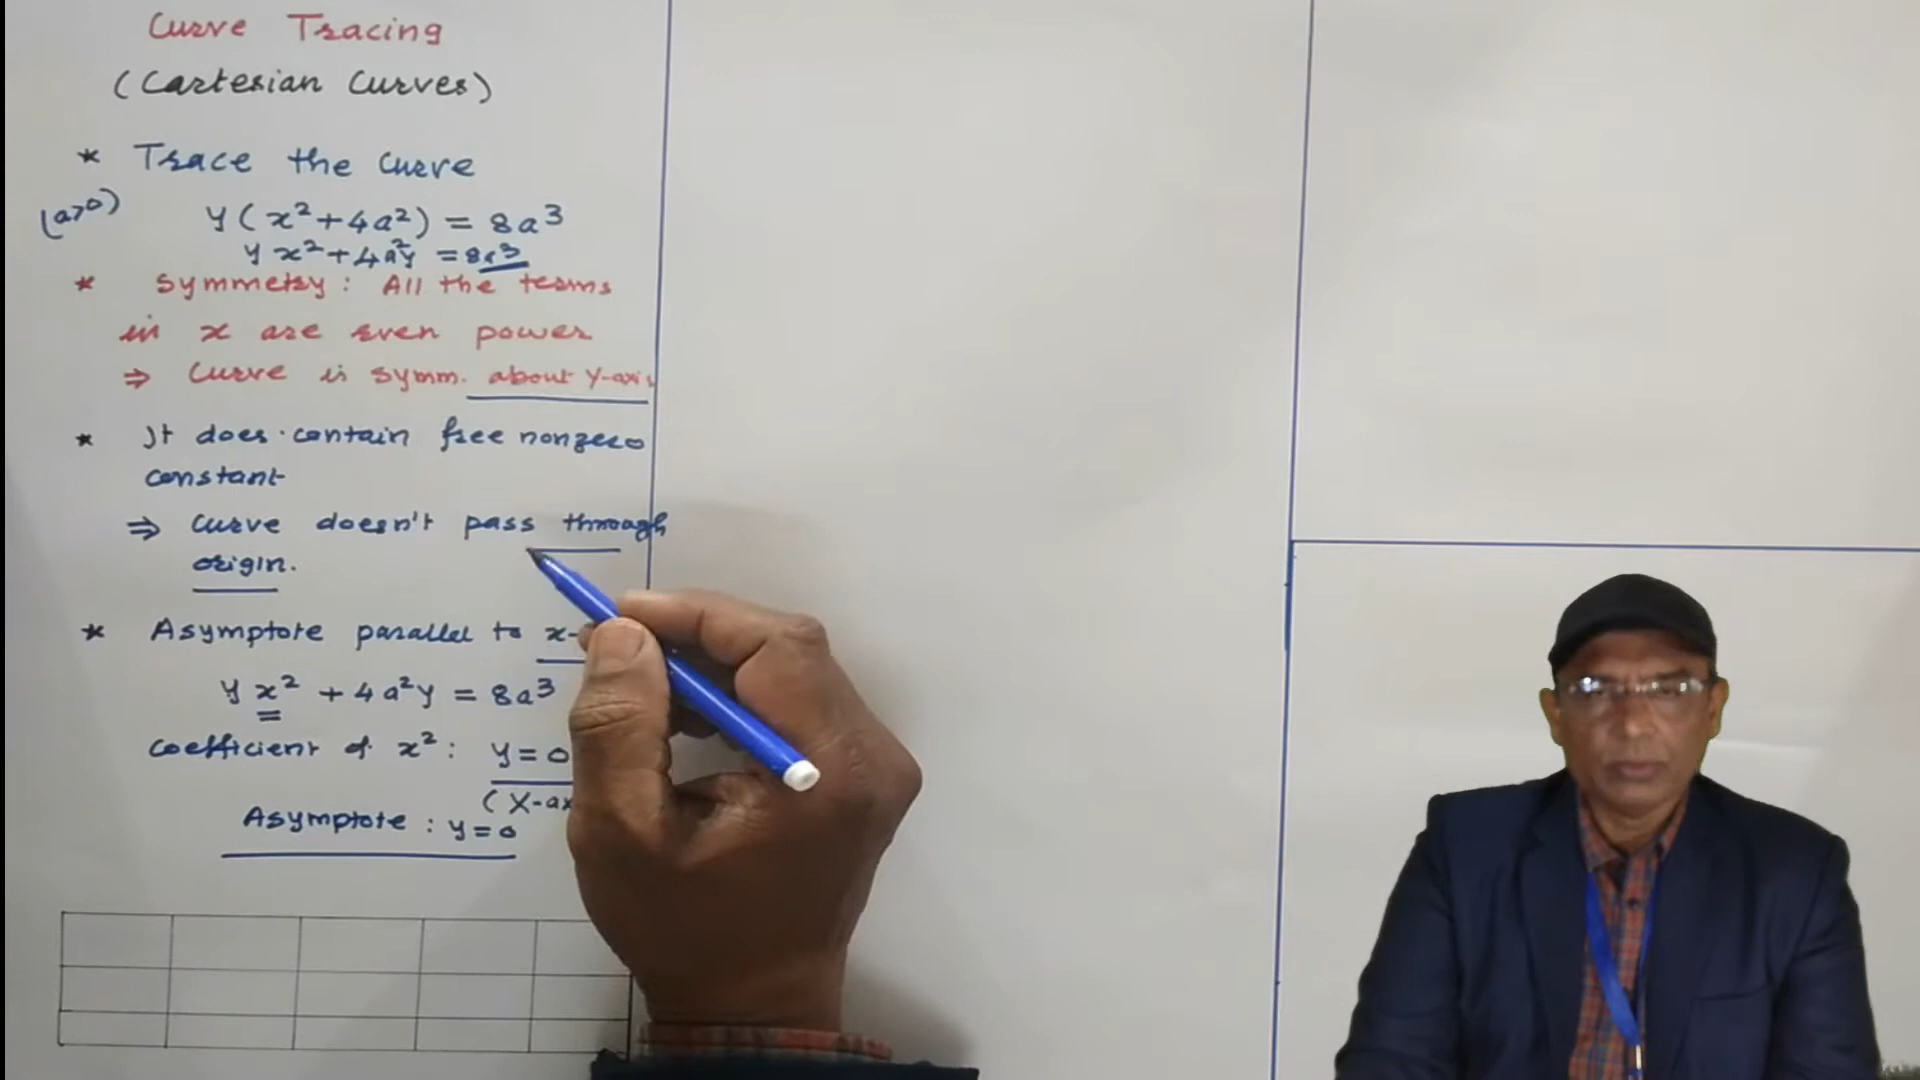 Curve Tracing
(Cartesian Curves)
* Trace the curve
(a>0)
y(x²+4a²) = 8a³
yx²+4a²y = 8a³
* Symmetry: All the terms
in x are even power
⇒ Curve is symm. about Y-axis
* It does contain free nonzero
constant
⇒ Curve doesn't pass through
origin.
* Asymptote parallel to x-
yx² + 4a²y = 8a³
Coefficient of x²: y=0
(X-ax
Asymptote: y=0